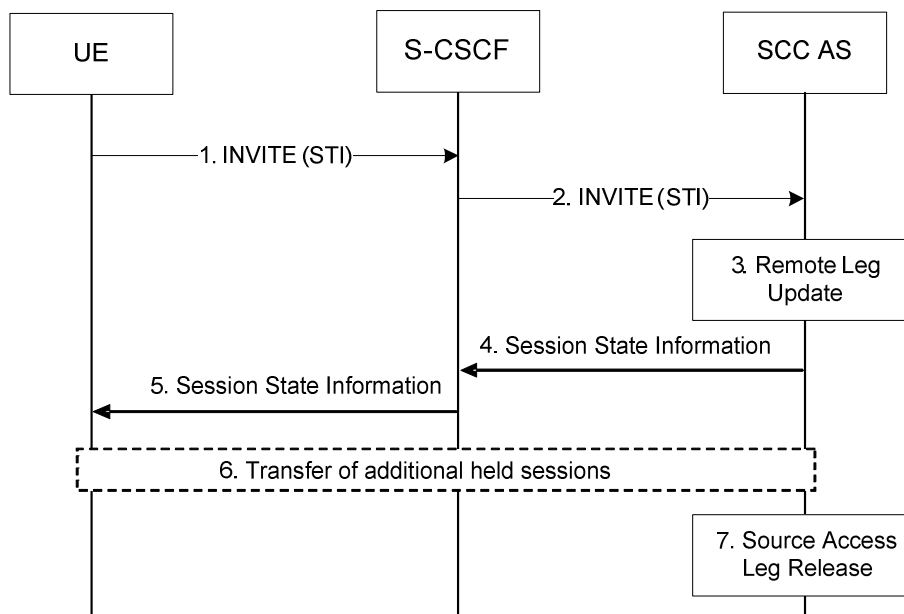 UE
S-CSCF
SCC AS
1. INVITE (STI)
2. INVITE (STI)
3. Remote Leg
Update
4. Session State Information
5. Session State Information
6. Transfer of additional held sessions
7. Source Access
Leg Release